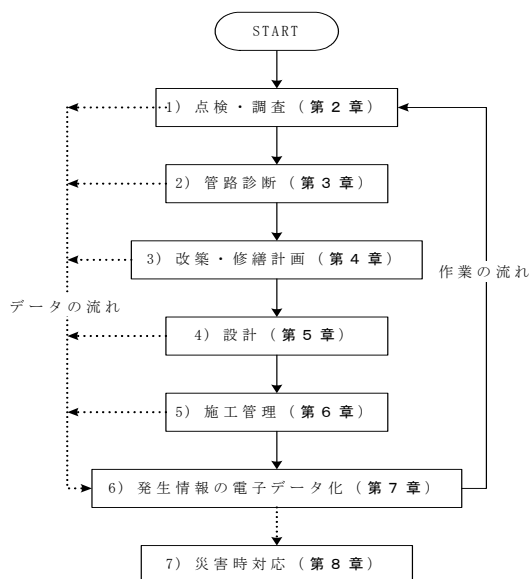 START
1) 点検・調査（第２章）
2) 管路診断（第３章）
3) 改築・修繕計画（第４章）
作業の流れ
データの流れ
4) 設計（第５章）
5) 施工管理（第６章）
6) 発生情報の電子データ化（第７章）
7) 災害時対応（第８章）